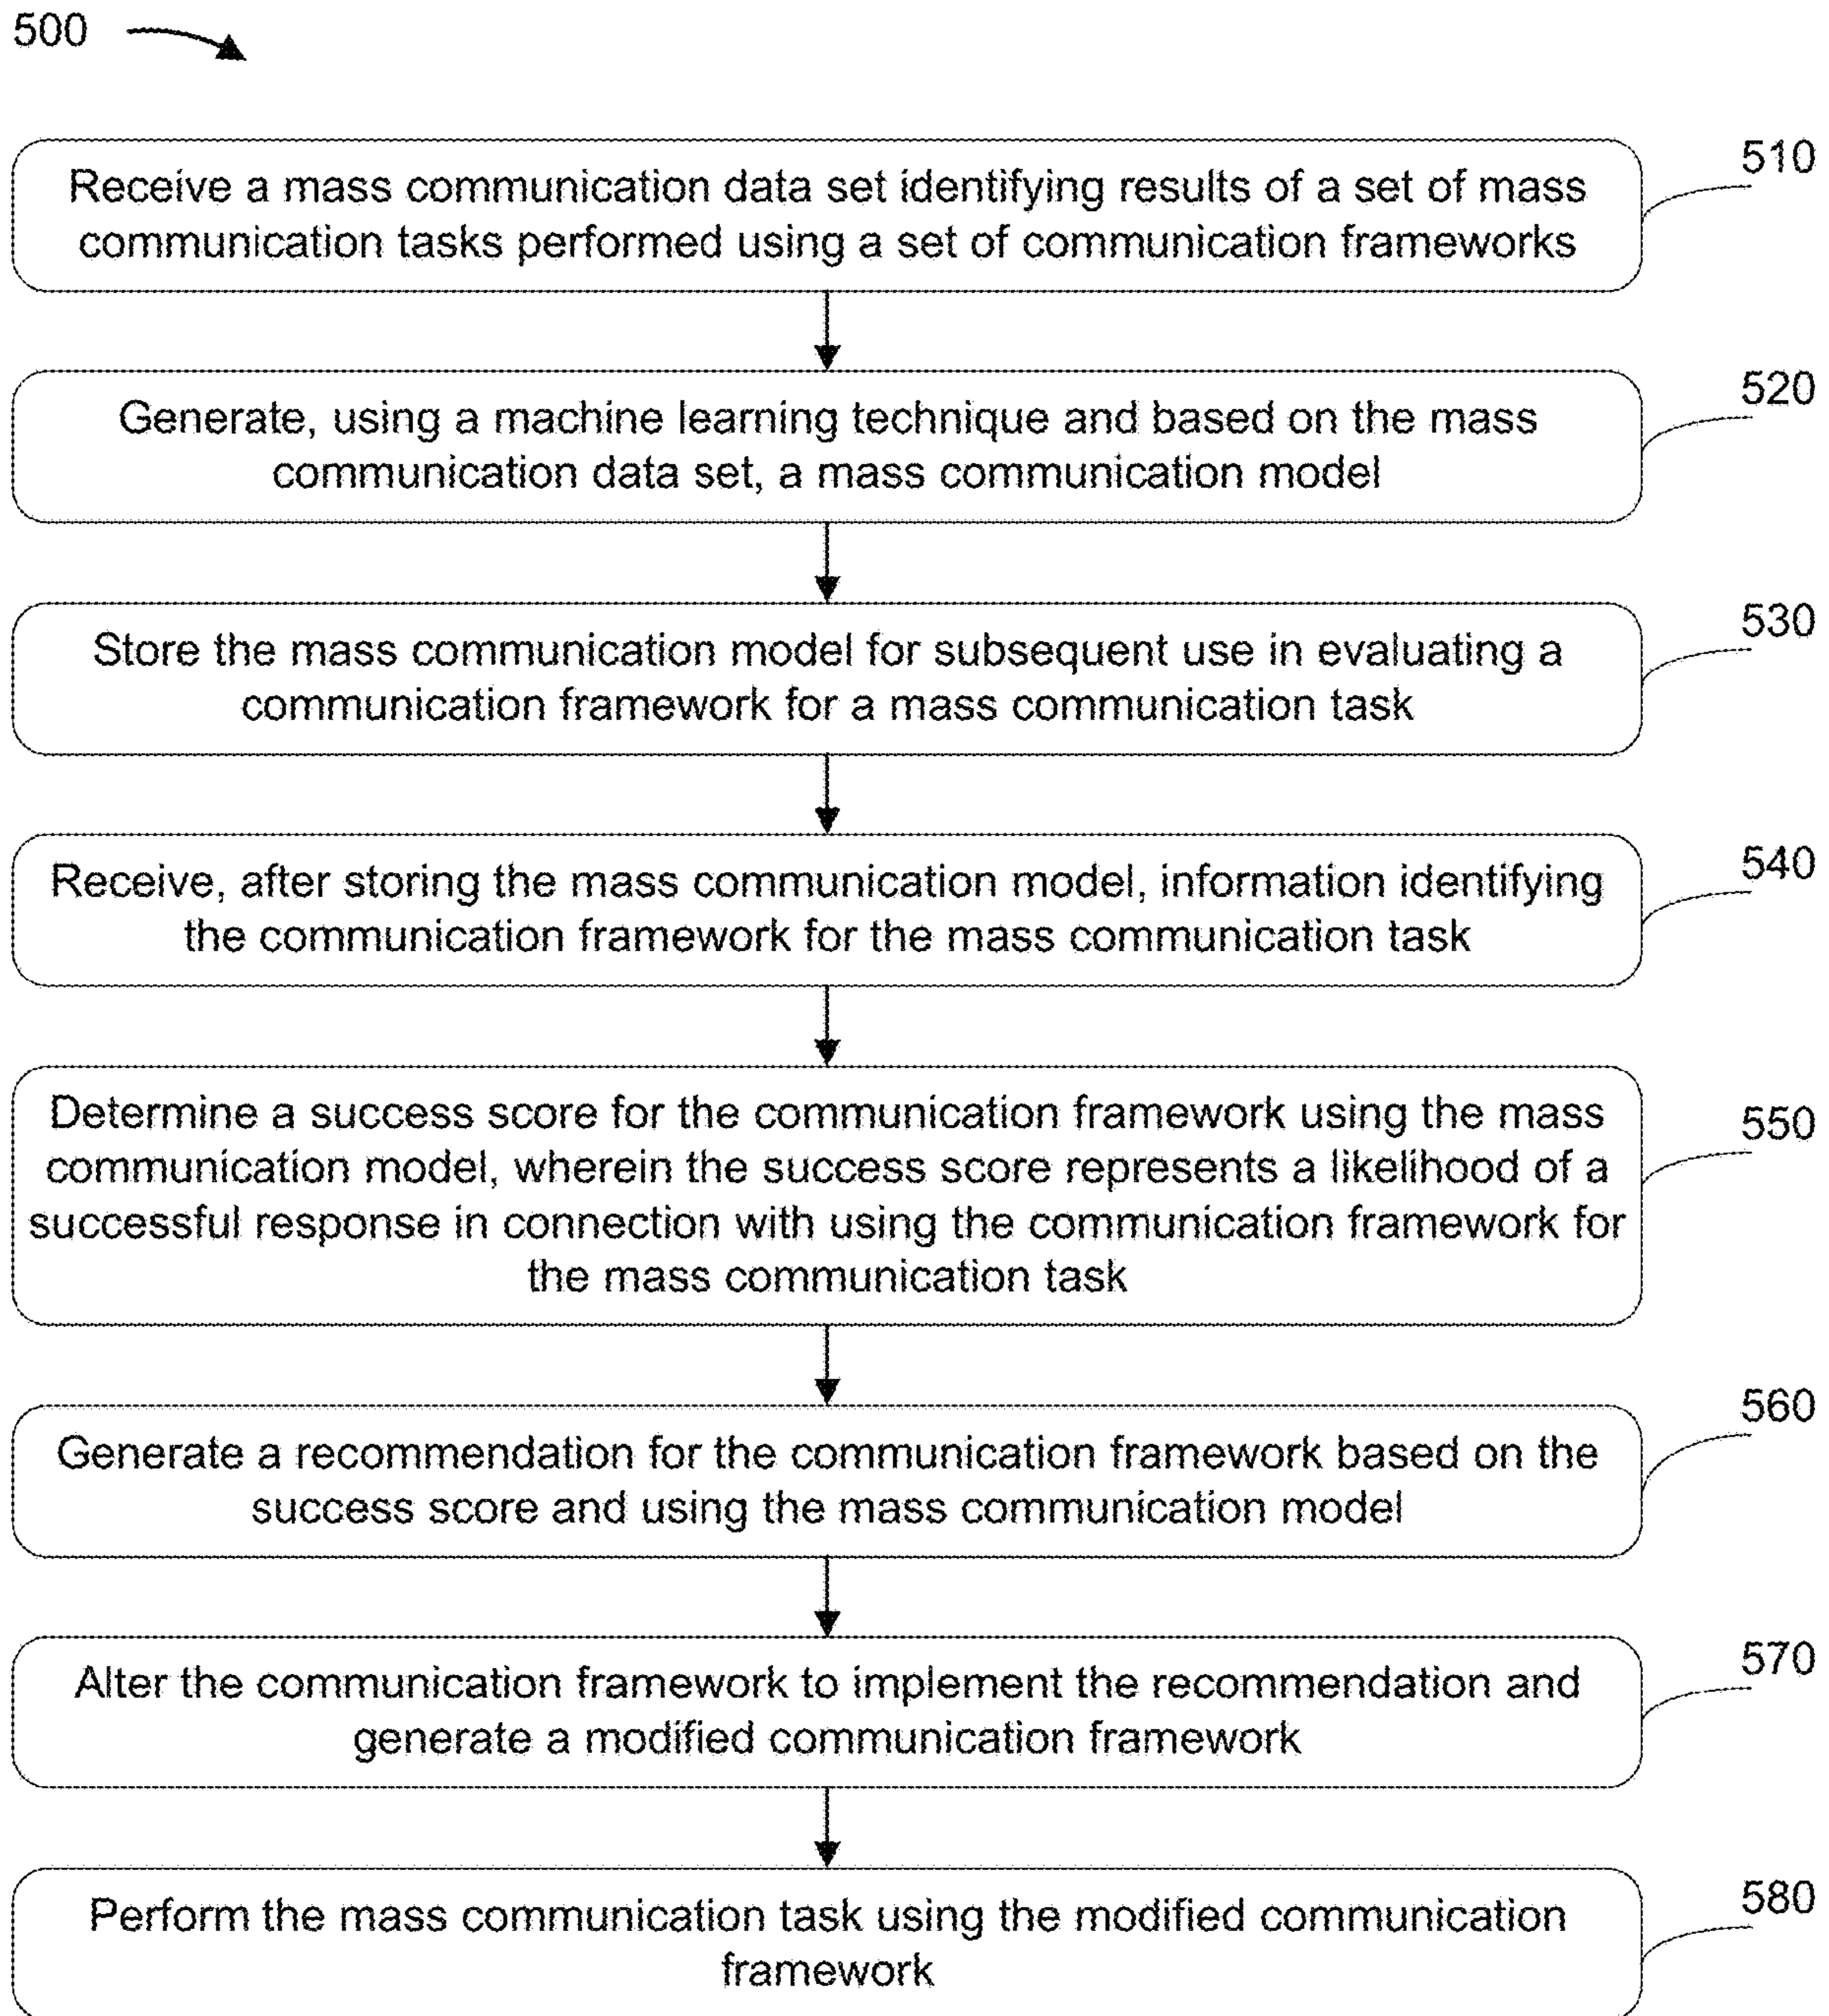 500
510
Receive a mass communication data set identifying results of a set of mass
communication tasks performed using a set of communication frameworks
520
Generate, using a machine learning technique and based on the mass
communication data set, a mass communication model
530
Store the mass communication model for subsequent use in evaluating a
communication framework for a mass communication task
540
Receive, after storing the mass communication model, information identifying
the communication framework for the mass communication task
550
Determine a success score for the communication framework using the mass
communication model, wherein the success score represents a likelihood of a
successful response in connection with using the communication framework for
the mass communication task
560
Generate a recommendation for the communication framework based on the
success score and using the mass communication model
570
Alter the communication framework to implement the recommendation and
generate a modified communication framework
580
Perform the mass communication task using the modified communication
framework